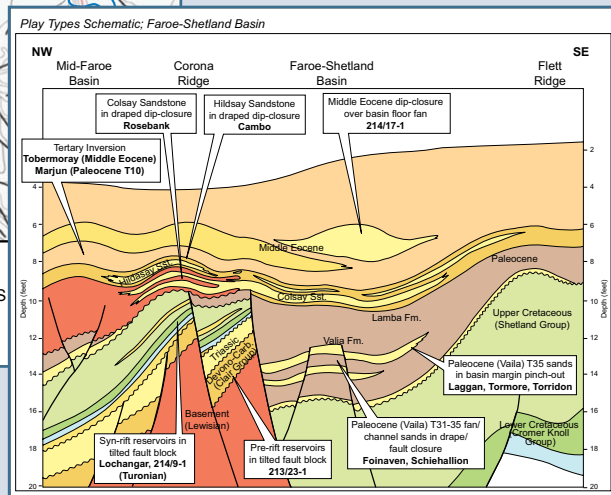 Play Types Schematic; Faroe-Shetland Basin
NW
SE
Mid-Faroe
Basin
Corona
Ridge
Faroe-Shetland
Basin
Flett
Ridge
Colsay Sandstone
in draped dip-closure
Rosebank
Hildsay Sandstone
in draped dip-closure
Cambo
Middle Eocene dip-closure
over basin floor fan
214/17-1
Tertiary Inversion
Tobermoray (Middle Eocene)
Marjun (Paleocene T10)
4
6
8
10
12
14
16
18
20
Depth (feet)
2
4
6
8
10
12
14
16
18
20
Depth (feet)
Middle Eocene
Hildasay Sst.
Colsay Sst.
Paleocene
Lamba Fm.
Upper Cretaceous
(Shetland Group)
Valia Fm.
Triassic
Devono-Carb.
(Clair Group)
Basement
(Lewisian)
Lower Cretaceous
(Cromer Knoll
Group)
Paleocene (Vaila) T35 sands
in basin margin pinch-out
Laggan, Tormore, Torridon
Syn-rift reservoirs in
tilted fault block
Lochangar, 214/9-1
(Turonian)
Pre-rift reservoirs
in tilted fault block
213/23-1
Paleocene (Vaila) T31-35 fan/
channel sands in drape/
fault closure
Foinaven, Schiehallion
S